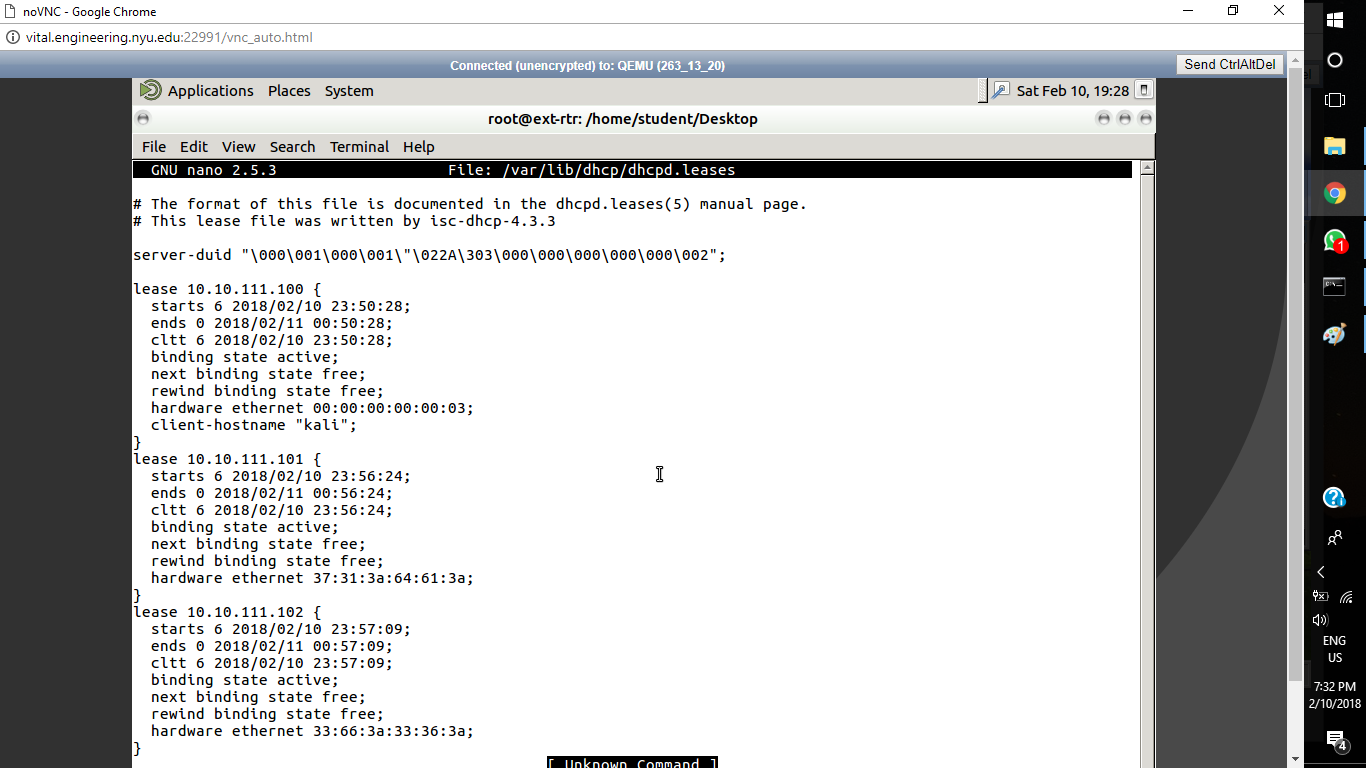 noVNC - Google Chrome
vital.engineering.nyu.edu:22991/vnc_auto.html
Connected (unencrypted) to: QEMU (263_13_20)
Send CtrlAltDel
Applications Places System
Sat Feb 10, 19:28
root@ext-rtr: /home/student/Desktop
File Edit View Search Terminal Help
GNU nano 2.5.3 File: /var/lib/dhcp/dhcpd.leases
# The format of this file is documented in the dhcpd.leases(5) manual page.
# This lease file was written by isc-dhcp-4.3.3
server-duid "\000\001\000\001\"\022A\303\000\000\000\000\000\002";
lease 10.10.111.100 {
starts 6 2018/02/10 23:50:28;
ends 0 2018/02/11 00:50:28;
cltt 6 2018/02/10 23:50:28;
binding state active;
next binding state free;
rewind binding state free;
hardware ethernet 00:00:00:00:00:03;
client-hostname "kali";
}
lease 10.10.111.101 {
starts 6 2018/02/10 23:56:24;
ends 0 2018/02/11 00:56:24;
cltt 6 2018/02/10 23:56:24;
binding state active;
next binding state free;
rewind binding state free;
hardware ethernet 37:31:3a:64:61:3a;
}
lease 10.10.111.102 {
starts 6 2018/02/10 23:57:09;
ends 0 2018/02/11 00:57:09;
cltt 6 2018/02/10 23:57:09;
binding state active;
next binding state free;
rewind binding state free;
hardware ethernet 33:66:3a:33:36:3a;
}
[ Unknown Command ]
1
ENG
US
7:32 PM
2/10/2018
4